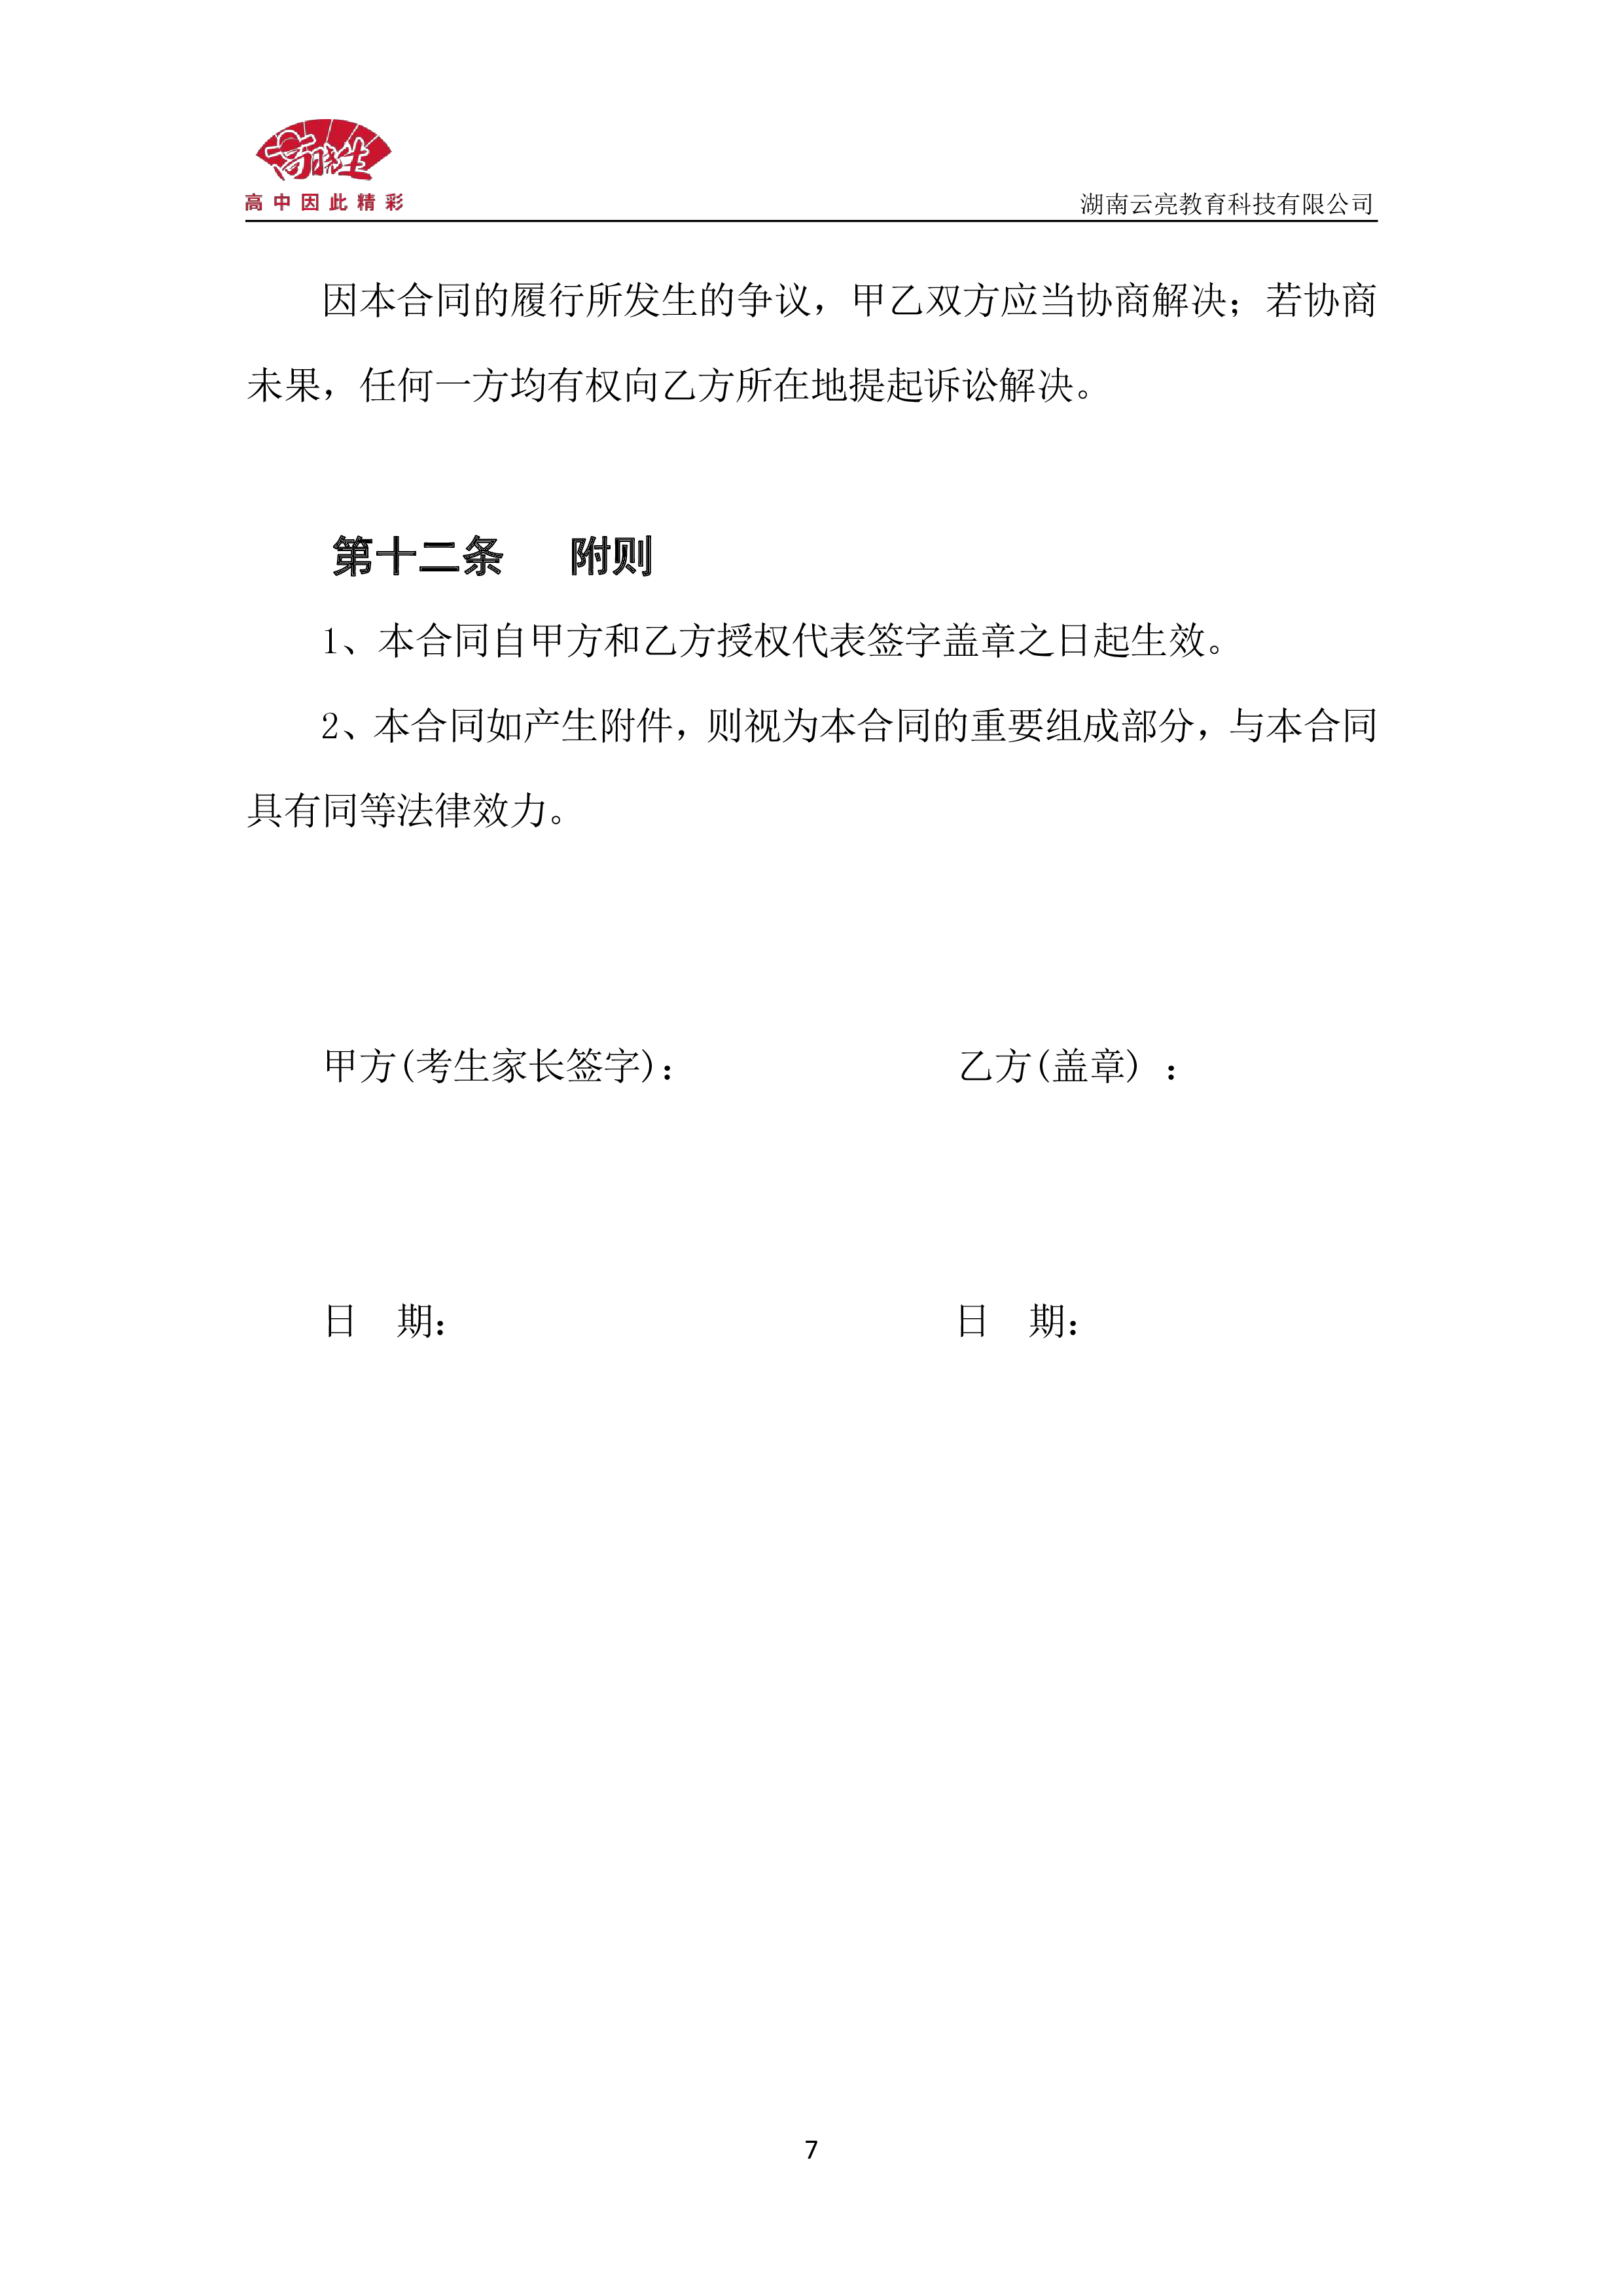 高晓生
高中因此精彩
湖南云亮教育科技有限公司
因本合同的履行所发生的争议，甲乙双方应当协商解决；若协商
未果，任何一方均有权向乙方所在地提起诉讼解决。
第十二条 附则
1、本合同自甲方和乙方授权代表签字盖章之日起生效。
2、本合同如产生附件，则视为本合同的重要组成部分，与本合同
具有同等法律效力。
甲方(考生家长签字)： 乙方(盖章) ：
日 期： 日 期：
7